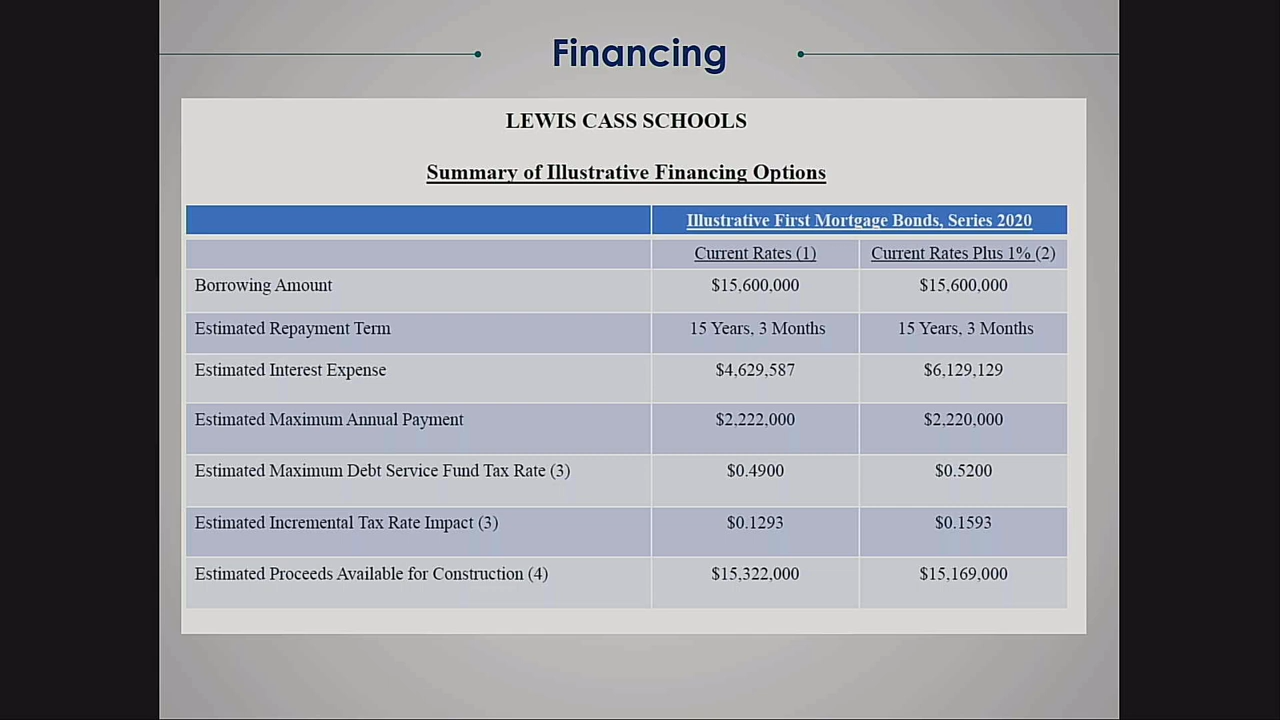 Financing
LEWIS CASS SCHOOLS
Summary of Illustrative Financing Options
Illustrative First Mortgage Bonds, Series 2020
Current Rates (1) Current Rates Plus 1% (2)
Borrowing Amount $15,600,000 $15,600,000
Estimated Repayment Term 15 Years, 3 Months 15 Years, 3 Months
Estimated Interest Expense $4,629,587 $6,129,129
Estimated Maximum Annual Payment $2,222,000 $2,220,000
Estimated Maximum Debt Service Fund Tax Rate (3) $0.4900 $0.5200
Estimated Incremental Tax Rate Impact (3) $0.1293 $0.1593
Estimated Proceeds Available for Construction (4) $15,322,000 $15,169,000